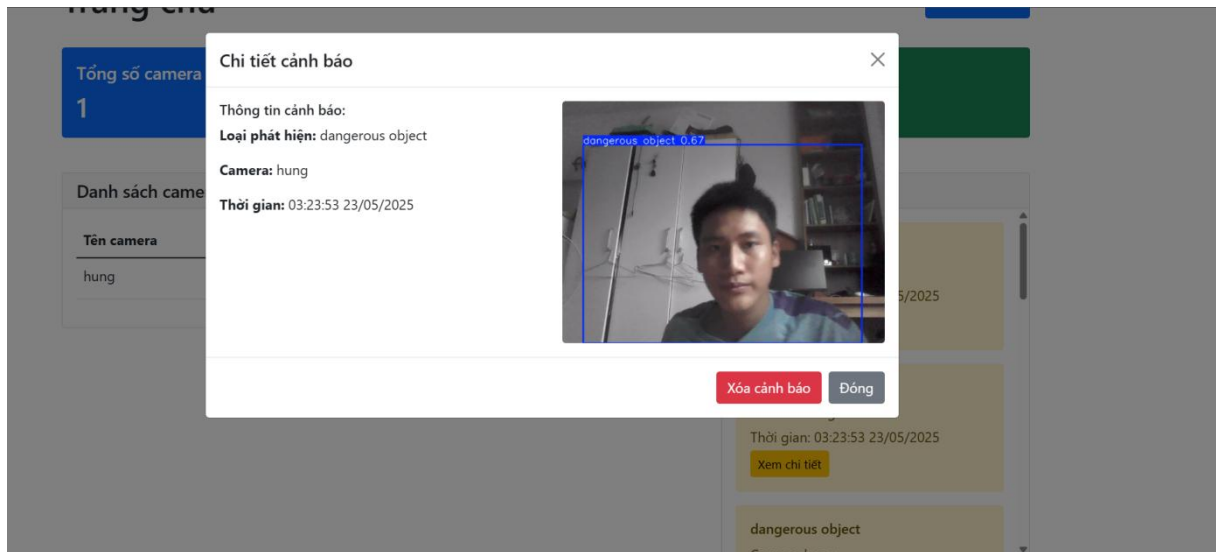 Trang chủ
Tổng số camera
1
Chi tiết cảnh báo
Thông tin cảnh báo:
Loại phát hiện: dangerous object
Camera: hung
Thời gian: 03:23:53 23/05/2025
dangerous object 0.67
Xóa cảnh báo
Đóng
Danh sách came
Tên camera
hung
5/2025
Thời gian: 03:23:53 23/05/2025
Xem chi tiết
dangerous object